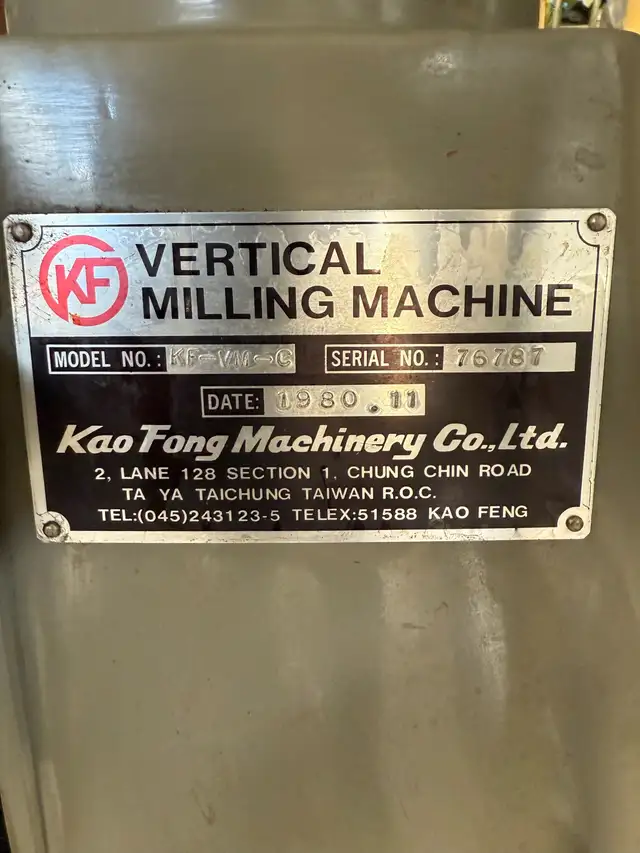 KF VERTICAL
MILLING MACHINE
MODEL NO.: KF-VM-C SERIAL NO.: 76787
DATE: 1980.11
Kao Fong Machinery Co.,Ltd.
2, LANE 128 SECTION 1, CHUNG CHIN ROAD
TA YA TAICHUNG TAIWAN R.O.C.
TEL:(045)243123-5 TELEX:51588 KAO FENG